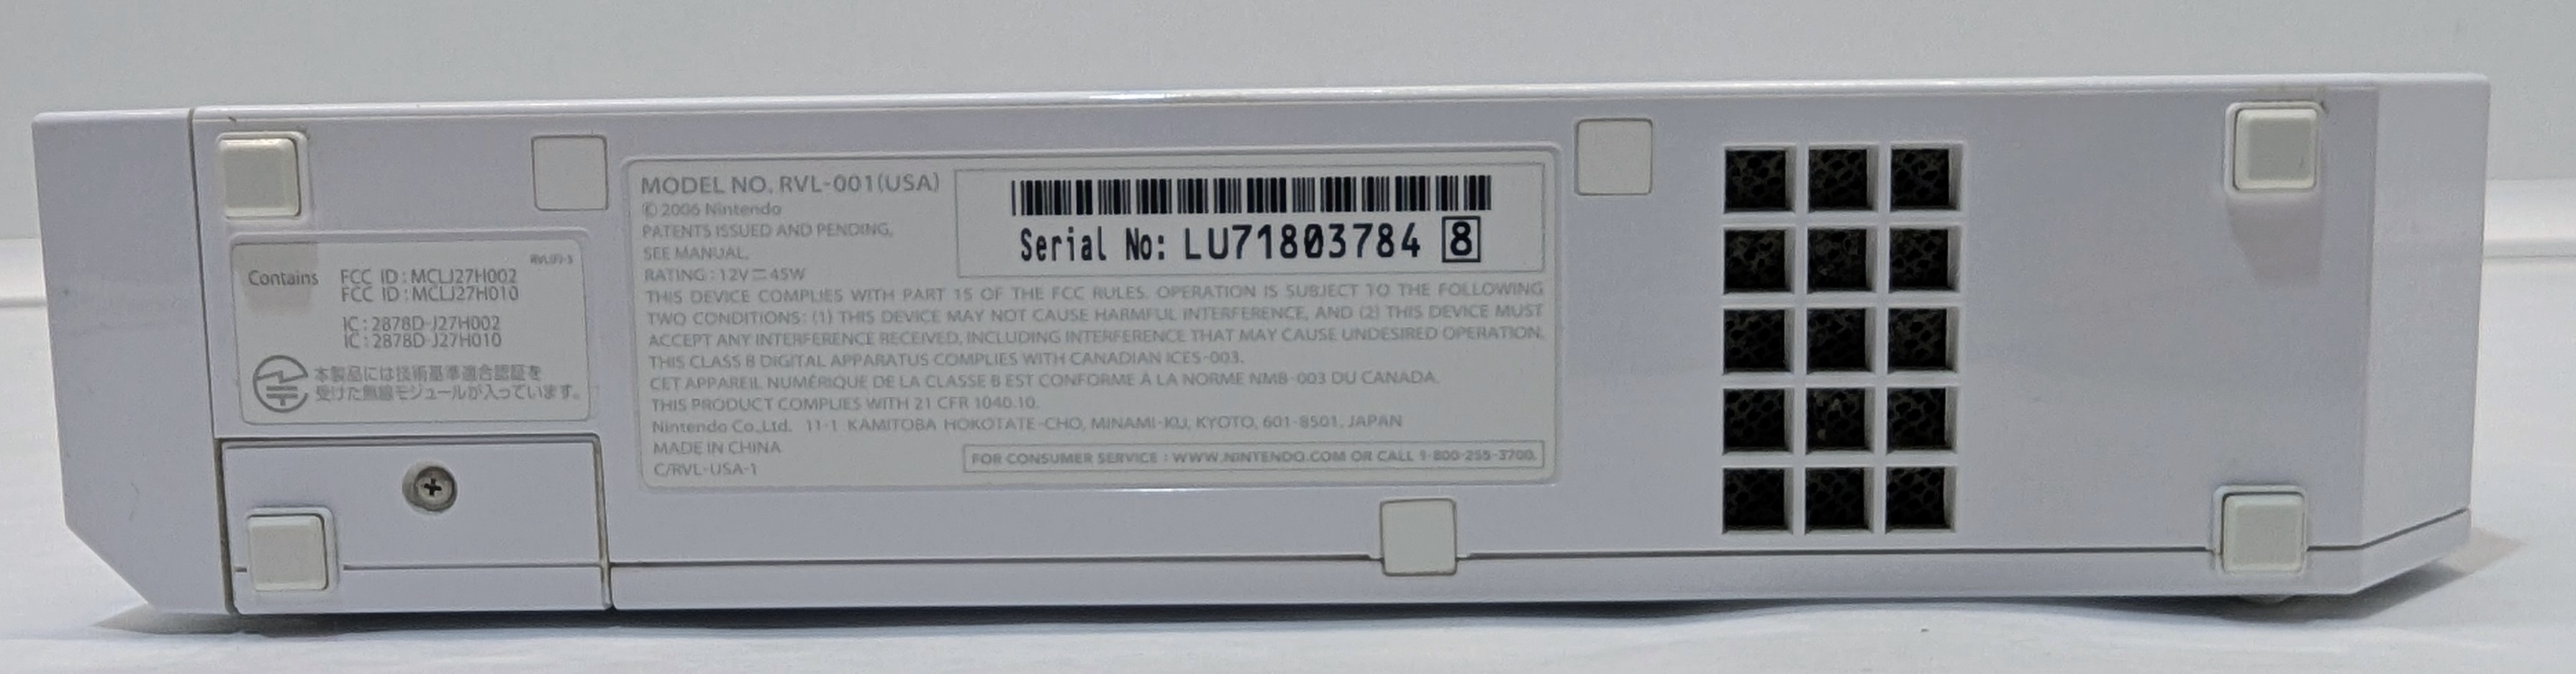 RVL(F)-3
Contains FCC ID : MCLJ27H002
FCC ID : MCLJ27H010
IC : 2878D-J27H002
IC : 2878D-J27H010
本製品には技術基準適合認証を
受けた無線モジュールが入っています。
MODEL NO. RVL-001(USA)
© 2006 Nintendo
PATENTS ISSUED AND PENDING,
SEE MANUAL.
RATING : 12V⎓45W
Serial No: LU71803784 8
THIS DEVICE COMPLIES WITH PART 15 OF THE FCC RULES. OPERATION IS SUBJECT TO THE FOLLOWING
TWO CONDITIONS: (1) THIS DEVICE MAY NOT CAUSE HARMFUL INTERFERENCE, AND (2) THIS DEVICE MUST
ACCEPT ANY INTERFERENCE RECEIVED, INCLUDING INTERFERENCE THAT MAY CAUSE UNDESIRED OPERATION.
THIS CLASS B DIGITAL APPARATUS COMPLIES WITH CANADIAN ICES-003.
CET APPAREIL NUMÉRIQUE DE LA CLASSE B EST CONFORME À LA NORME NMB-003 DU CANADA.
THIS PRODUCT COMPLIES WITH 21 CFR 1040.10.
Nintendo Co.,Ltd. 11-1 KAMITOBA HOKOTATE-CHO, MINAMI-KU, KYOTO, 601-8501, JAPAN
MADE IN CHINA
C/RVL-USA-1
FOR CONSUMER SERVICE : WWW.NINTENDO.COM OR CALL 1-800-255-3700.